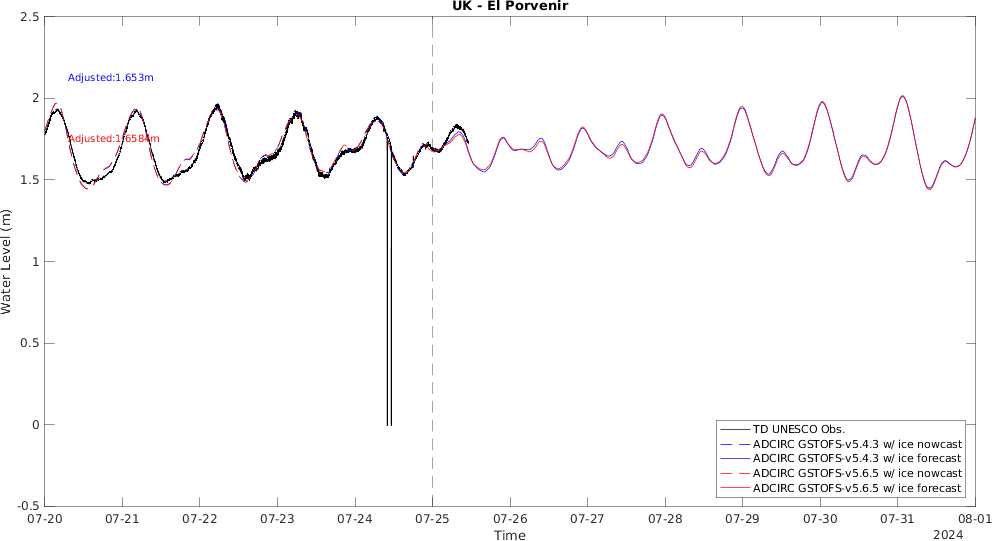 UK - El Porvenir
2.5
2
1.5
1
0.5
0
-0.5
Water Level (m)
Adjusted:1.653m
Adjusted:1.6584m
TD UNESCO Obs.
ADCIRC GSTOFS-v5.4.3 w/ ice nowcast
ADCIRC GSTOFS-v5.4.3 w/ ice forecast
ADCIRC GSTOFS-v5.6.5 w/ ice nowcast
ADCIRC GSTOFS-v5.6.5 w/ ice forecast
07-20 07-21 07-22 07-23 07-24 07-25 07-26 07-27 07-28 07-29 07-30 07-31 08-01
Time
2024